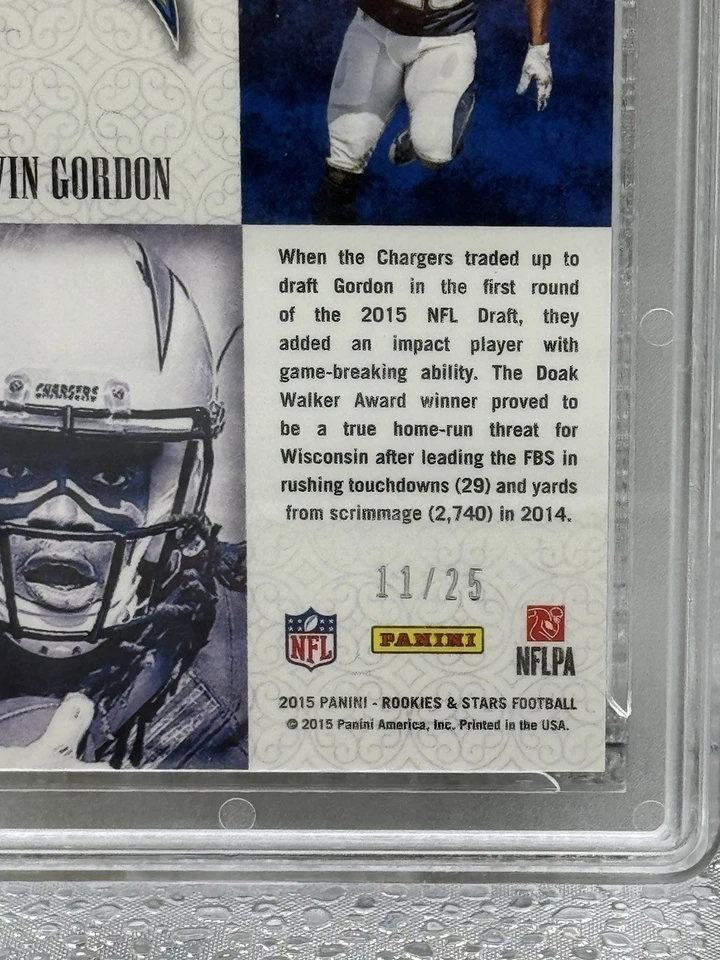 VIN GORDON
CHARGERS
When the Chargers traded up to
draft Gordon in the first round
of the 2015 NFL Draft, they
added an impact player with
game-breaking ability. The Doak
Walker Award winner proved to
be a true home-run threat for
Wisconsin after leading the FBS in
rushing touchdowns (29) and yards
from scrimmage (2,740) in 2014.
11/25
NFL PANINI NFLPA
2015 PANINI - ROOKIES & STARS FOOTBALL
© 2015 Panini America, Inc. Printed in the USA.